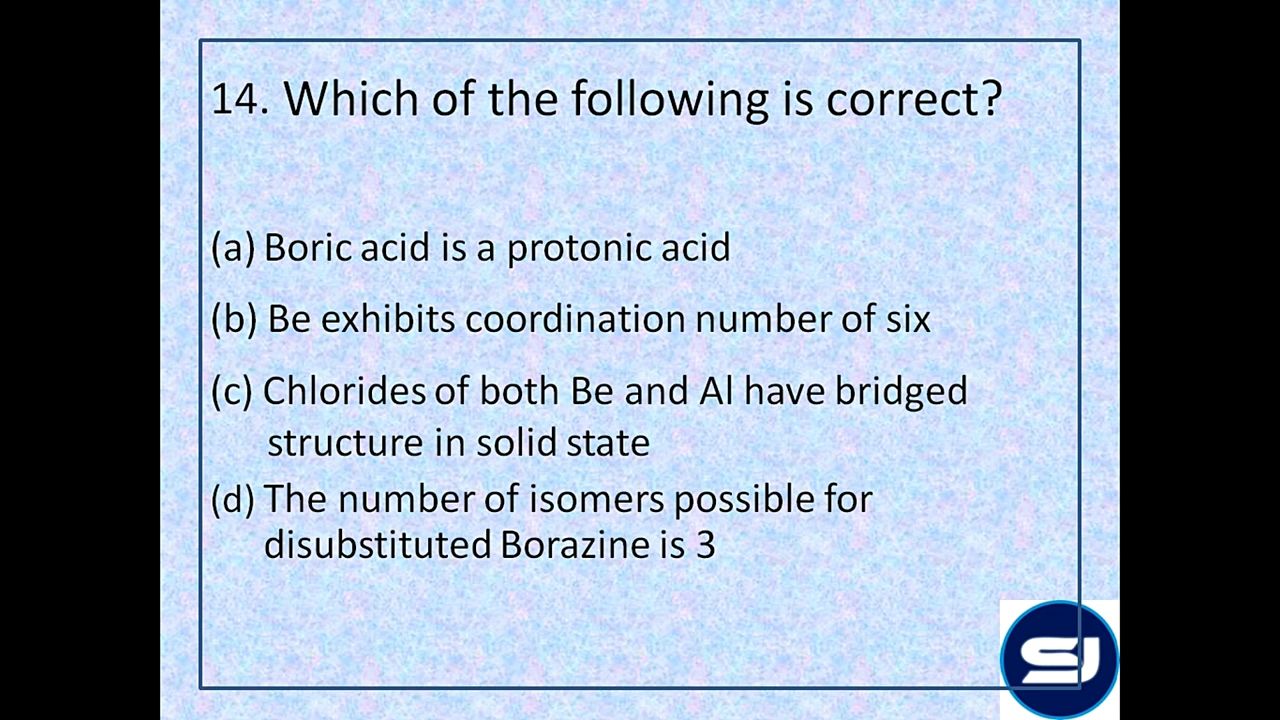 14. Which of the following is correct?
(a) Boric acid is a protonic acid
(b) Be exhibits coordination number of six
(c) Chlorides of both Be and Al have bridged
structure in solid state
(d) The number of isomers possible for
disubstituted Borazine is 3
SJ